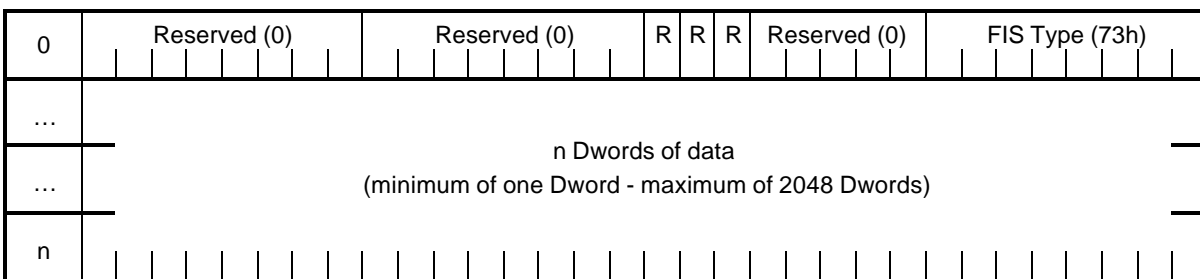 0 Reserved (0) Reserved (0) R R R Reserved (0) FIS Type (73h)
…
n Dwords of data
… (minimum of one Dword - maximum of 2048 Dwords)
n